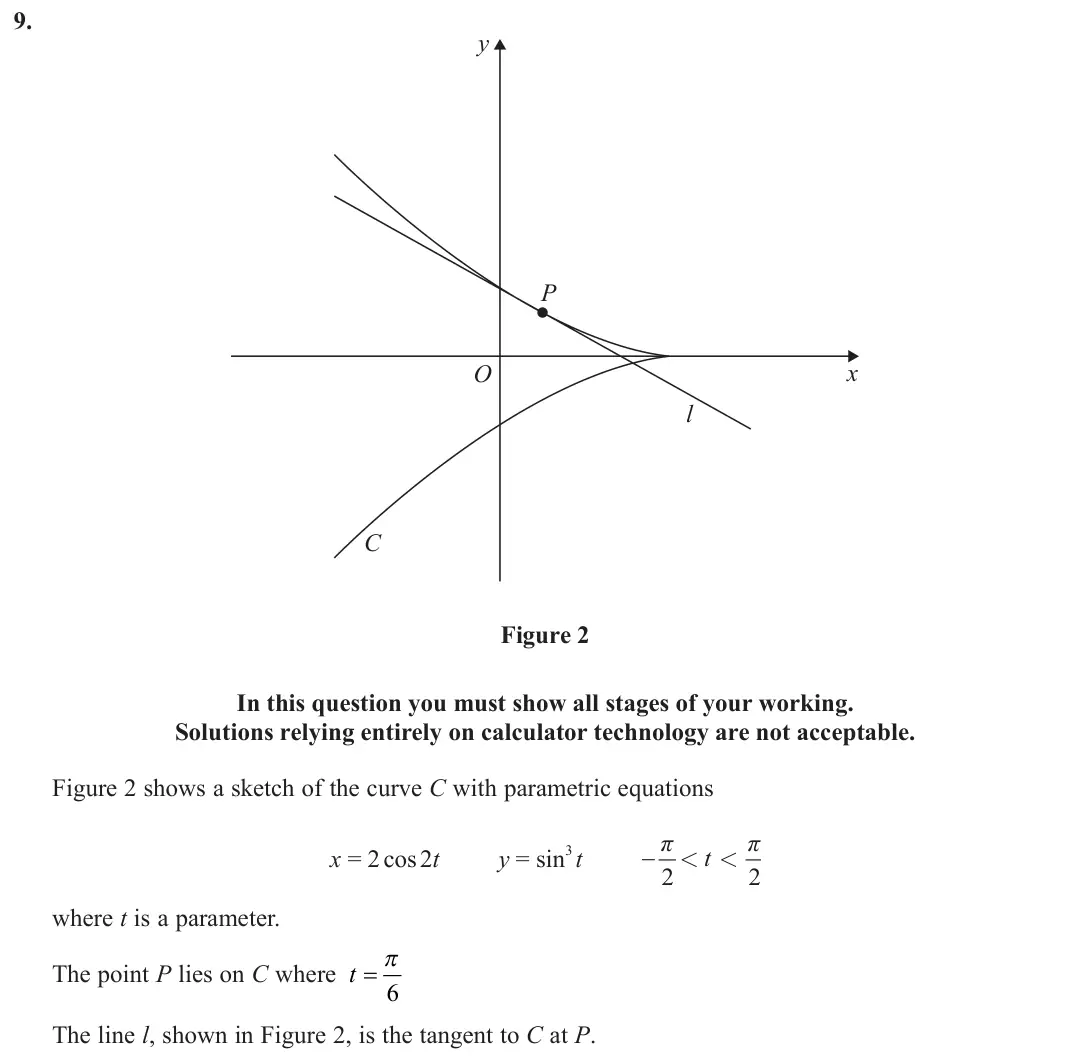 9.
y
P
O
x
l
C
Figure 2
In this question you must show all stages of your working.
Solutions relying entirely on calculator technology are not acceptable.
Figure 2 shows a sketch of the curve C with parametric equations
x = 2 cos 2t    y = sin³ t    −π/2 < t < π/2
where t is a parameter.
The point P lies on C where t = π/6
The line l, shown in Figure 2, is the tangent to C at P.